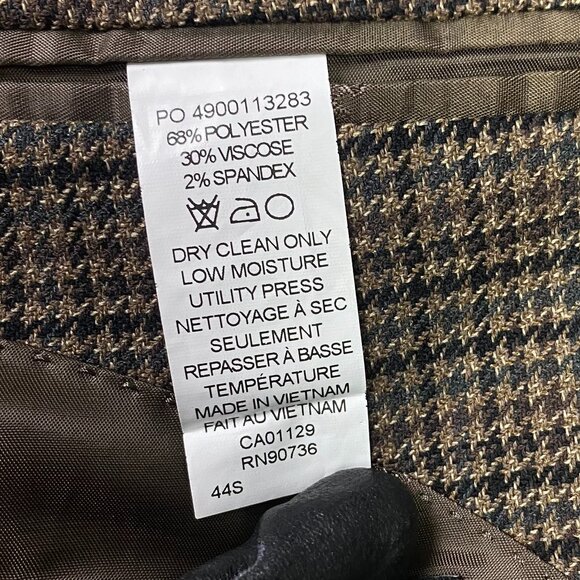 PO 4900113283
68% POLYESTER
30% VISCOSE
2% SPANDEX
DRY CLEAN ONLY
LOW MOISTURE
UTILITY PRESS
NETTOYAGE À SEC
SEULEMENT
REPASSER À BASSE
TEMPÉRATURE
MADE IN VIETNAM
FAIT AU VIETNAM
CA01129
RN90736
44S